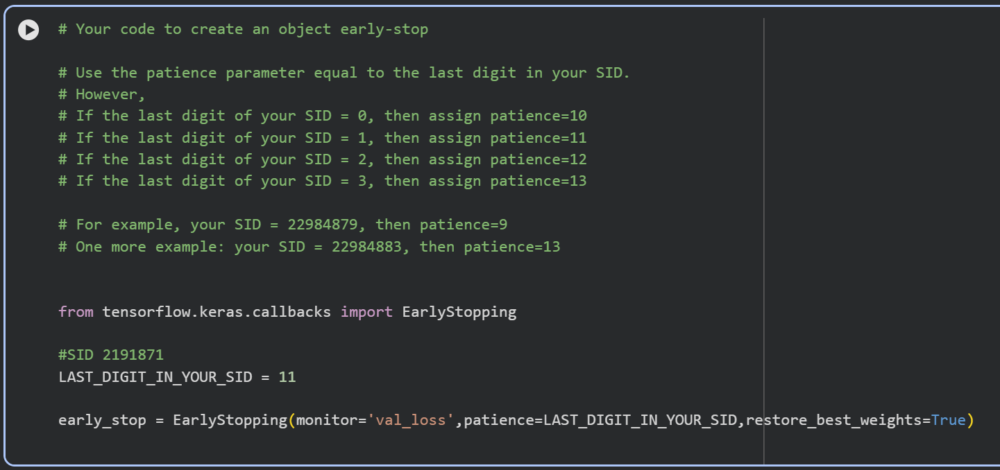 # Your code to create an object early-stop
# Use the patience parameter equal to the last digit in your SID.
# However,
# If the last digit of your SID = 0, then assign patience=10
# If the last digit of your SID = 1, then assign patience=11
# If the last digit of your SID = 2, then assign patience=12
# If the last digit of your SID = 3, then assign patience=13
# For example, your SID = 22984879, then patience=9
# One more example: your SID = 22984883, then patience=13
from tensorflow.keras.callbacks import EarlyStopping
#SID 2191871
LAST_DIGIT_IN_YOUR_SID = 11
early_stop = EarlyStopping(monitor='val_loss',patience=LAST_DIGIT_IN_YOUR_SID,restore_best_weights=True)